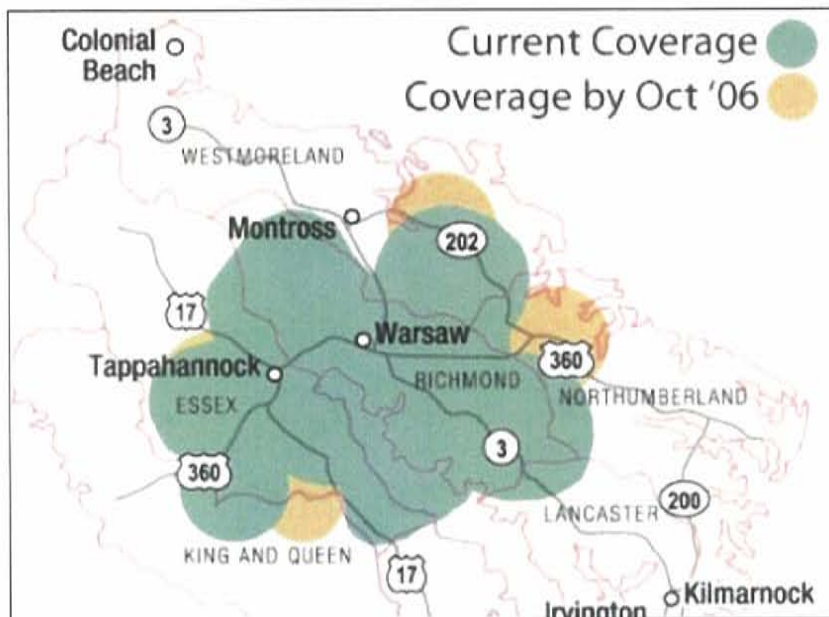 Colonial
Beach
Current Coverage
Coverage by Oct '06
3
WESTMORELAND
Montross
202
17
Warsaw
Tappahannock
360
RICHMOND
ESSEX
NORTHUMBERLAND
3
360
200
LANCASTER
KING AND QUEEN
17
Kilmarnock
Irvington